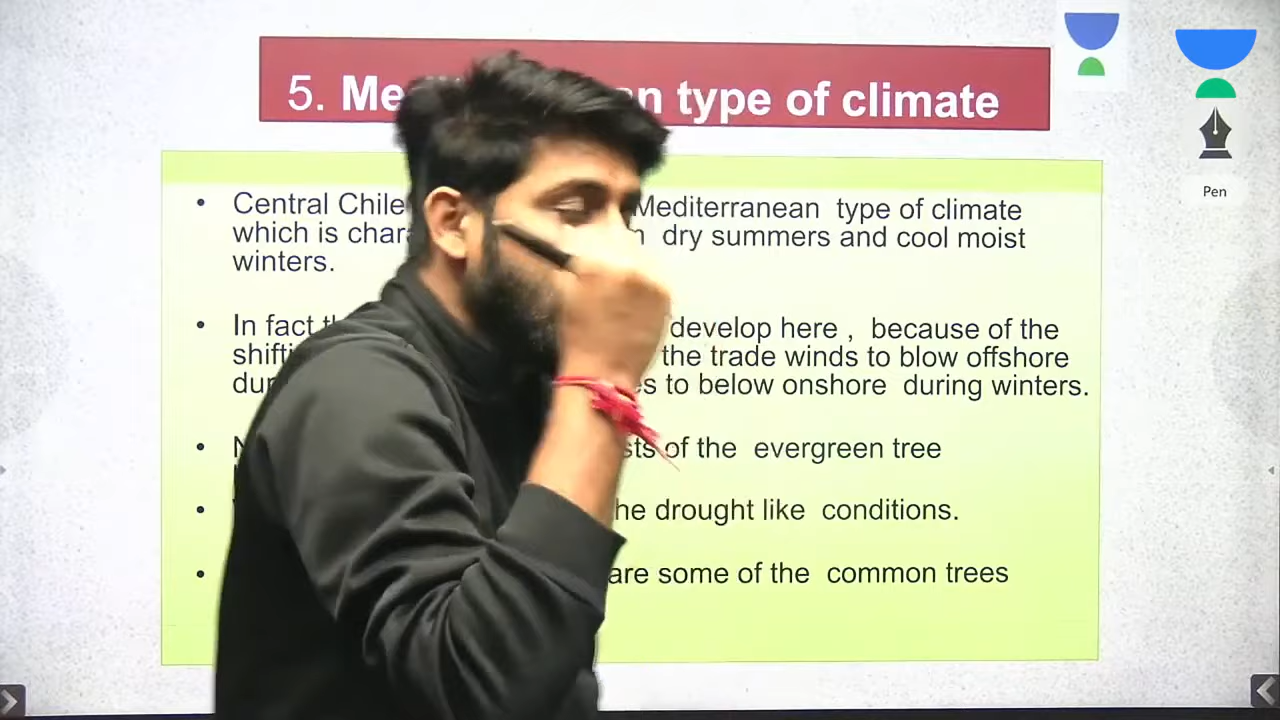 5. Me n type of climate
• Central Chile Mediterranean type of climate
which is char dry summers and cool moist
winters.
• In fact develop here , because of the
shifti the trade winds to blow offshore
dur es to below onshore during winters.
• sts of the evergreen tree
• he drought like conditions.
• are some of the common trees
Pen